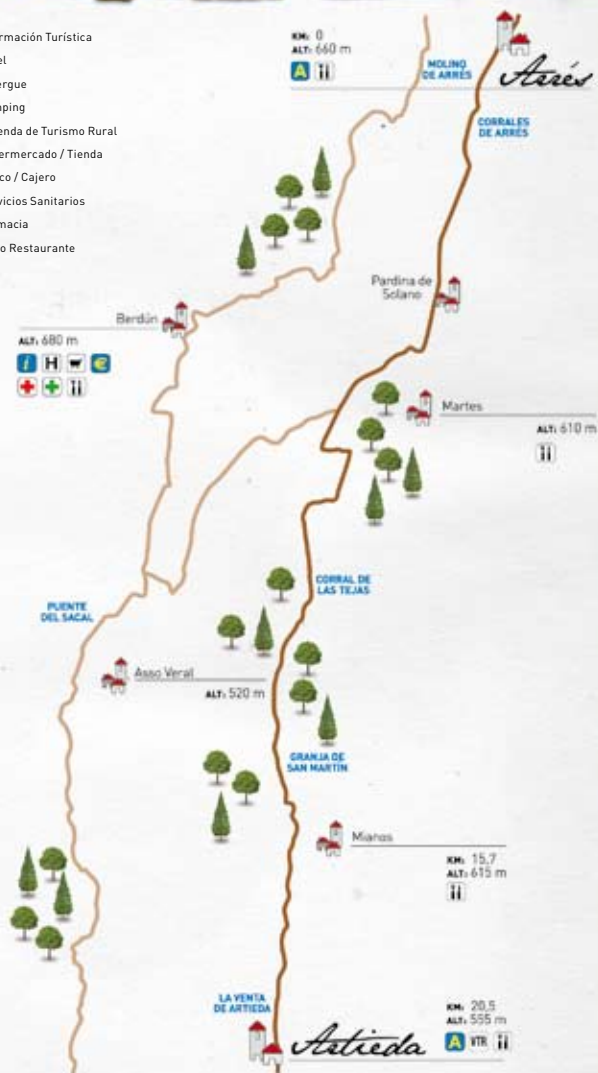 rmación Turística
el
ergue
nping
enda de Turismo Rural
ermercado / Tienda
co / Cajero
vicios Sanitarios
macia
o Restaurante
KM: 0
ALT: 660 m
A
MOLINO
DE ARRÉS
Arrés
CORRALES
DE ARRÉS
Pardina de
Solano
Berdún
ALT: 680 m
i H €
Martes
ALT: 610 m
CORRAL DE
LAS TEJAS
PUENTE
DEL SACAL
Asso Veral
ALT: 520 m
GRANJA DE
SAN MARTÍN
Mianos
KM: 15,7
ALT: 615 m
LA VENTA
DE ARTIEDA
Artieda
KM: 20,5
ALT: 555 m
A VTR